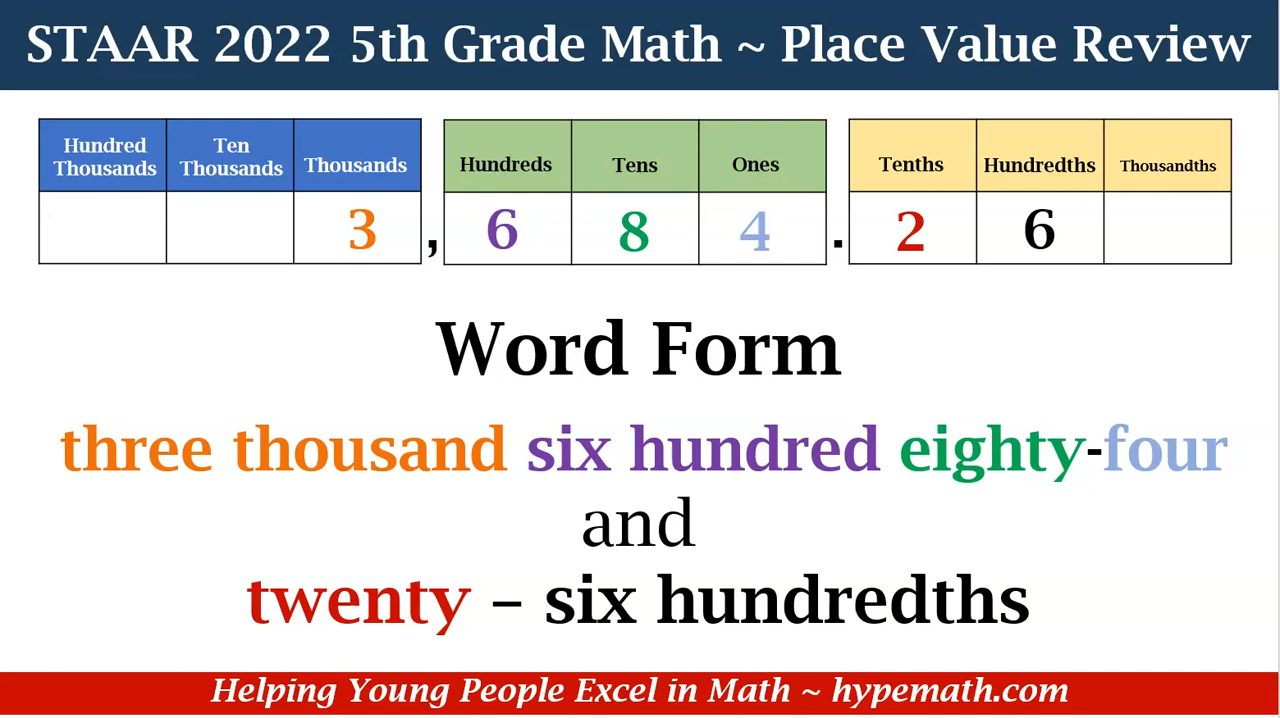 STAAR 2022 5th Grade Math ~ Place Value Review
Hundred Thousands Ten Thousands Thousands Hundreds Tens Ones Tenths Hundredths Thousandths
3 , 6 8 4 . 2 6
Word Form
three thousand six hundred eighty-four
and
twenty – six hundredths
Helping Young People Excel in Math ~ hypemath.com